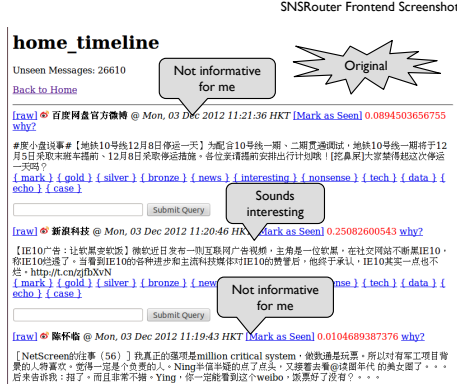 SNSRouter Frontend Screenshot
home_timeline
Unseen Messages: 26610
Not informative
for me
Original
Back to Home
[raw] 百度网盘官方微博 @ Mon, 03 Dec 2012 11:21:36 HKT [Mark as Seen] 0.0894503656755
why?
#度小盘说事#【地铁10号线12月8日停运一天】为配合10号线一期、二期贯通调试，地铁10号线一期将于12
月5日采取末班车提前、12月8日采取停运措施。各位亲请提前安排出行计划哦！[挖鼻屎]大家禁得起这次停运
一天吗？
{ mark } { gold } { silver } { bronze } { news } { interesting } { nonsense } { tech } { data } {
echo } { case }
Submit Query
Sounds
interesting
[raw] 新浪科技 @ Mon, 03 Dec 2012 11:20:46 HKT [Mark as Seen] 0.25082600543 why?
【IE10广告：让软黑变软饭】微软近日发布一则互联网广告视频，主角是一位软黑，在社交网站不断黑IE10，
称IE10烂透了。当看到IE10的各种进步和主流科技媒体对IE10的赞誉后，他终于承认，IE10其实一点也不
烂。http://t.cn/zjfbXvN
{ mark } { gold } { silver } { bronze } { news } { interesting } { nonsense } { tech } { data } {
echo } { case }
Submit Query
Not informative
for me
[raw] 陈怀临 @ Mon, 03 Dec 2012 11:19:43 HKT [Mark as Seen] 0.0104689387376 why?
［NetScreen的往事（56）］我真正的强项是million critical system，做数通是玩票。所以对有军工项目背
景的人特喜欢。觉得一定是个负责的人。Ning半信半疑的点了点头，又接着去看@读图年代 的美女图了。。。
后来告诉我：招了。而且非常不错。Ying，你一定能看到这个weibo，饭票好了没有？。。。